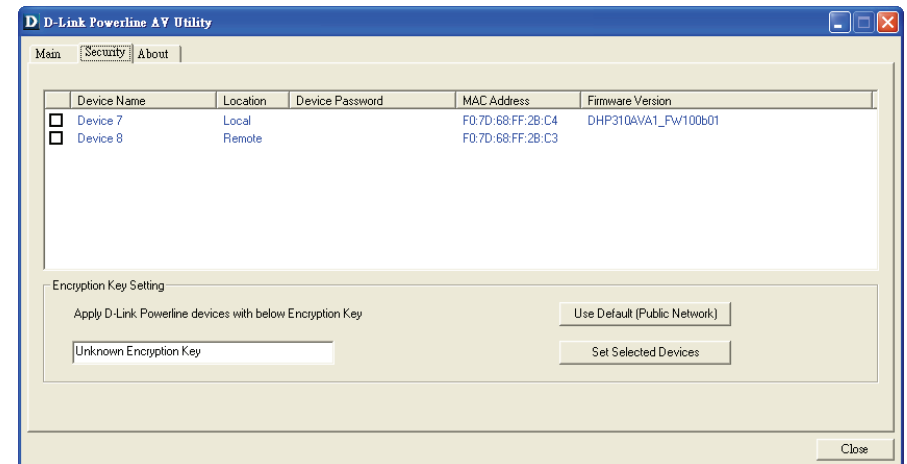 D D-Link Powerline AV Utility
Main Security About
Device Name Location Device Password MAC Address Firmware Version
Device 7 Local F0:7D:68:FF:2B:C4 DHP310AVA1_FW100b01
Device 8 Remote F0:7D:68:FF:2B:C3
Encryption Key Setting
Apply D-Link Powerline devices with below Encryption Key Use Default (Public Network)
Unknown Encryption Key Set Selected Devices
Close